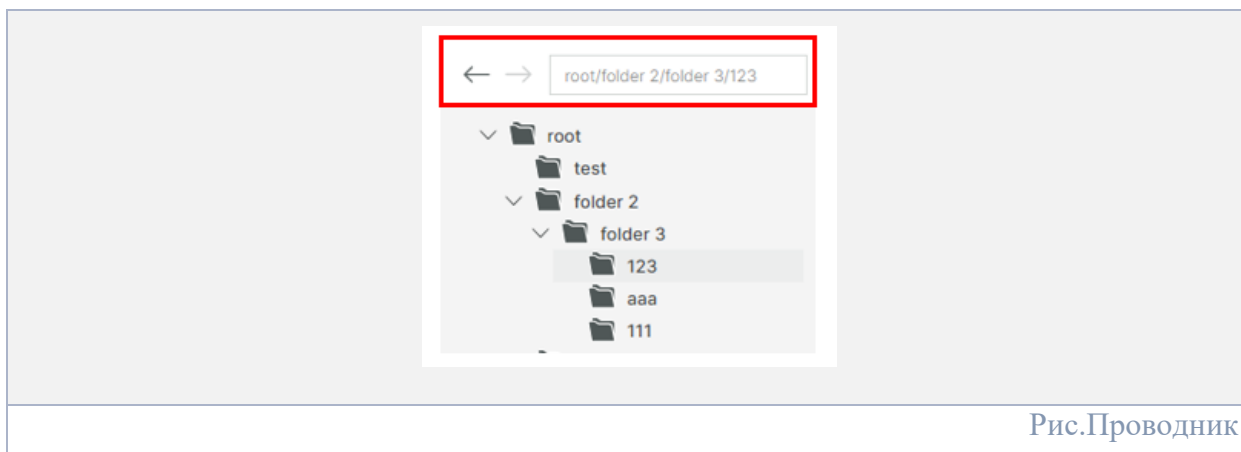 root/folder 2/folder 3/123
root
test
folder 2
folder 3
123
aaa
111
Рис.Проводник